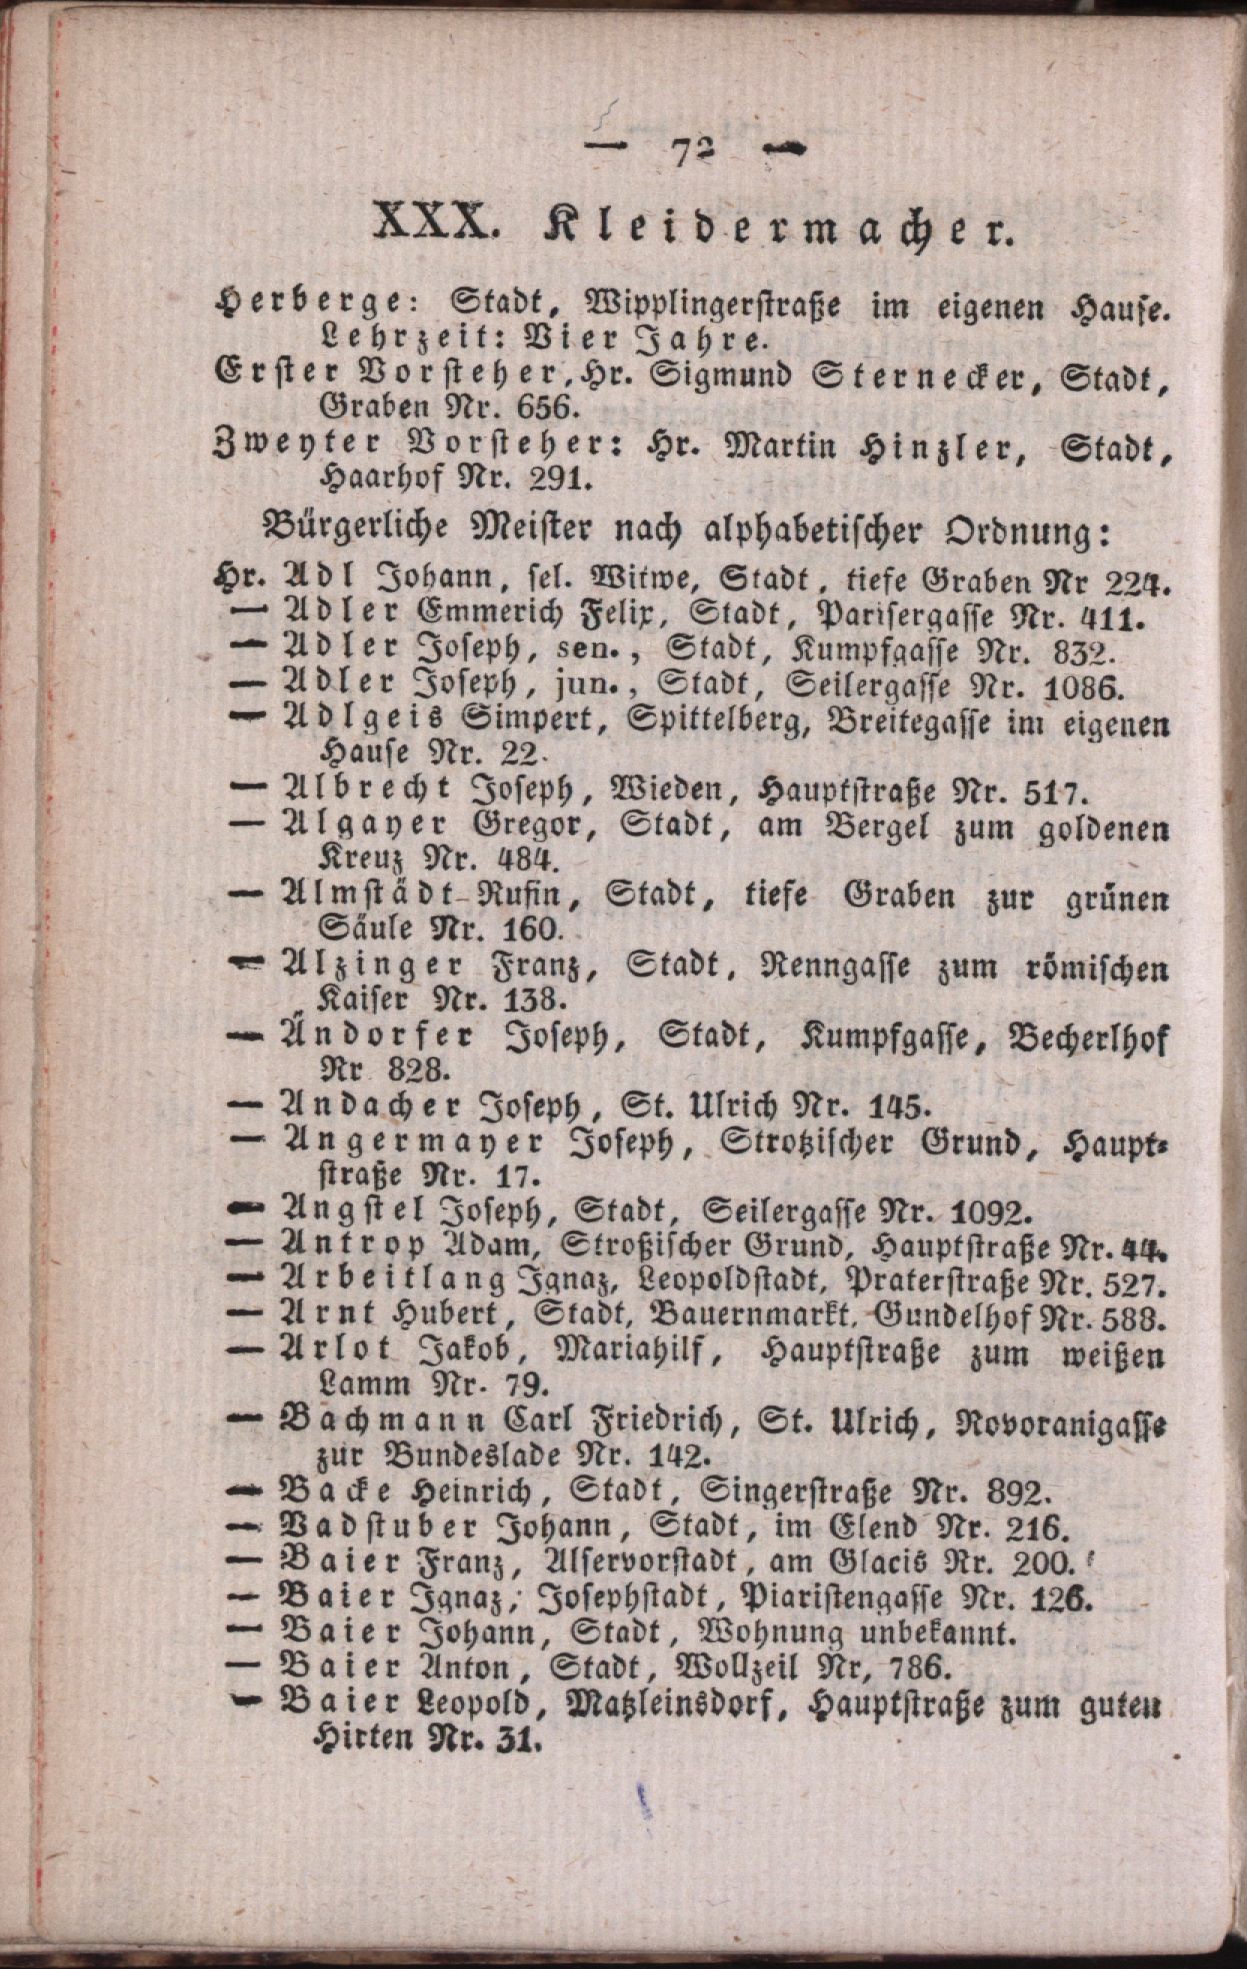 — 72 —
XXX. Kleidermacher.
Herberge: Stadt, Wipplingerstraße im eigenen Hause.
Lehrzeit: Vier Jahre.
Erster Vorsteher, Hr. Sigmund Sternecker, Stadt,
Graben Nr. 656.
Zweyter Vorsteher: Hr. Martin Hinzler, Stadt,
Haarhof Nr. 291.
Bürgerliche Meister nach alphabetischer Ordnung:
Hr. Adl Johann, sel. Witwe, Stadt, tiefe Graben Nr 224.
— Adler Emmerich Felix, Stadt, Parisergasse Nr. 411.
— Adler Joseph, sen., Stadt, Kumpfgasse Nr. 832.
— Adler Joseph, jun., Stadt, Seilergasse Nr. 1086.
— Adlgeis Simpert, Spittelberg, Breitegasse im eigenen
Hause Nr. 22.
— Albrecht Joseph, Wieden, Hauptstraße Nr. 517.
— Algayer Gregor, Stadt, am Bergel zum goldenen
Kreuz Nr. 484.
— Almstädt Rufin, Stadt, tiefe Graben zur grünen
Säule Nr. 160.
— Alzinger Franz, Stadt, Renngasse zum römischen
Kaiser Nr. 138.
— Ändorfer Joseph, Stadt, Kumpfgasse, Becherlhof
Nr 828.
— Andacher Joseph, St. Ulrich Nr. 145.
— Angermayer Joseph, Strotzischer Grund, Haupt-
straße Nr. 17.
— Angstel Joseph, Stadt, Seilergasse Nr. 1092.
— Antrop Adam, Stroßischer Grund, Hauptstraße Nr. 44.
— Arbeitlang Ignaz, Leopoldstadt, Praterstraße Nr. 527.
— Arnt Hubert, Stadt, Bauernmarkt, Gundelhof Nr. 588.
— Arlot Jakob, Mariahilf, Hauptstraße zum weißen
Lamm Nr. 79.
— Bachmann Carl Friedrich, St. Ulrich, Rovoranigasse
zur Bundeslade Nr. 142.
— Backe Heinrich, Stadt, Singerstraße Nr. 892.
— Badstuber Johann, Stadt, im Elend Nr. 216.
— Baier Franz, Alservorstadt, am Glacis Nr. 200.
— Baier Ignaz, Josephstadt, Piaristengasse Nr. 126.
— Baier Johann, Stadt, Wohnung unbekannt.
— Baier Anton, Stadt, Wollzeil Nr, 786.
— Baier Leopold, Matzleinsdorf, Hauptstraße zum guten
Hirten Nr. 31.